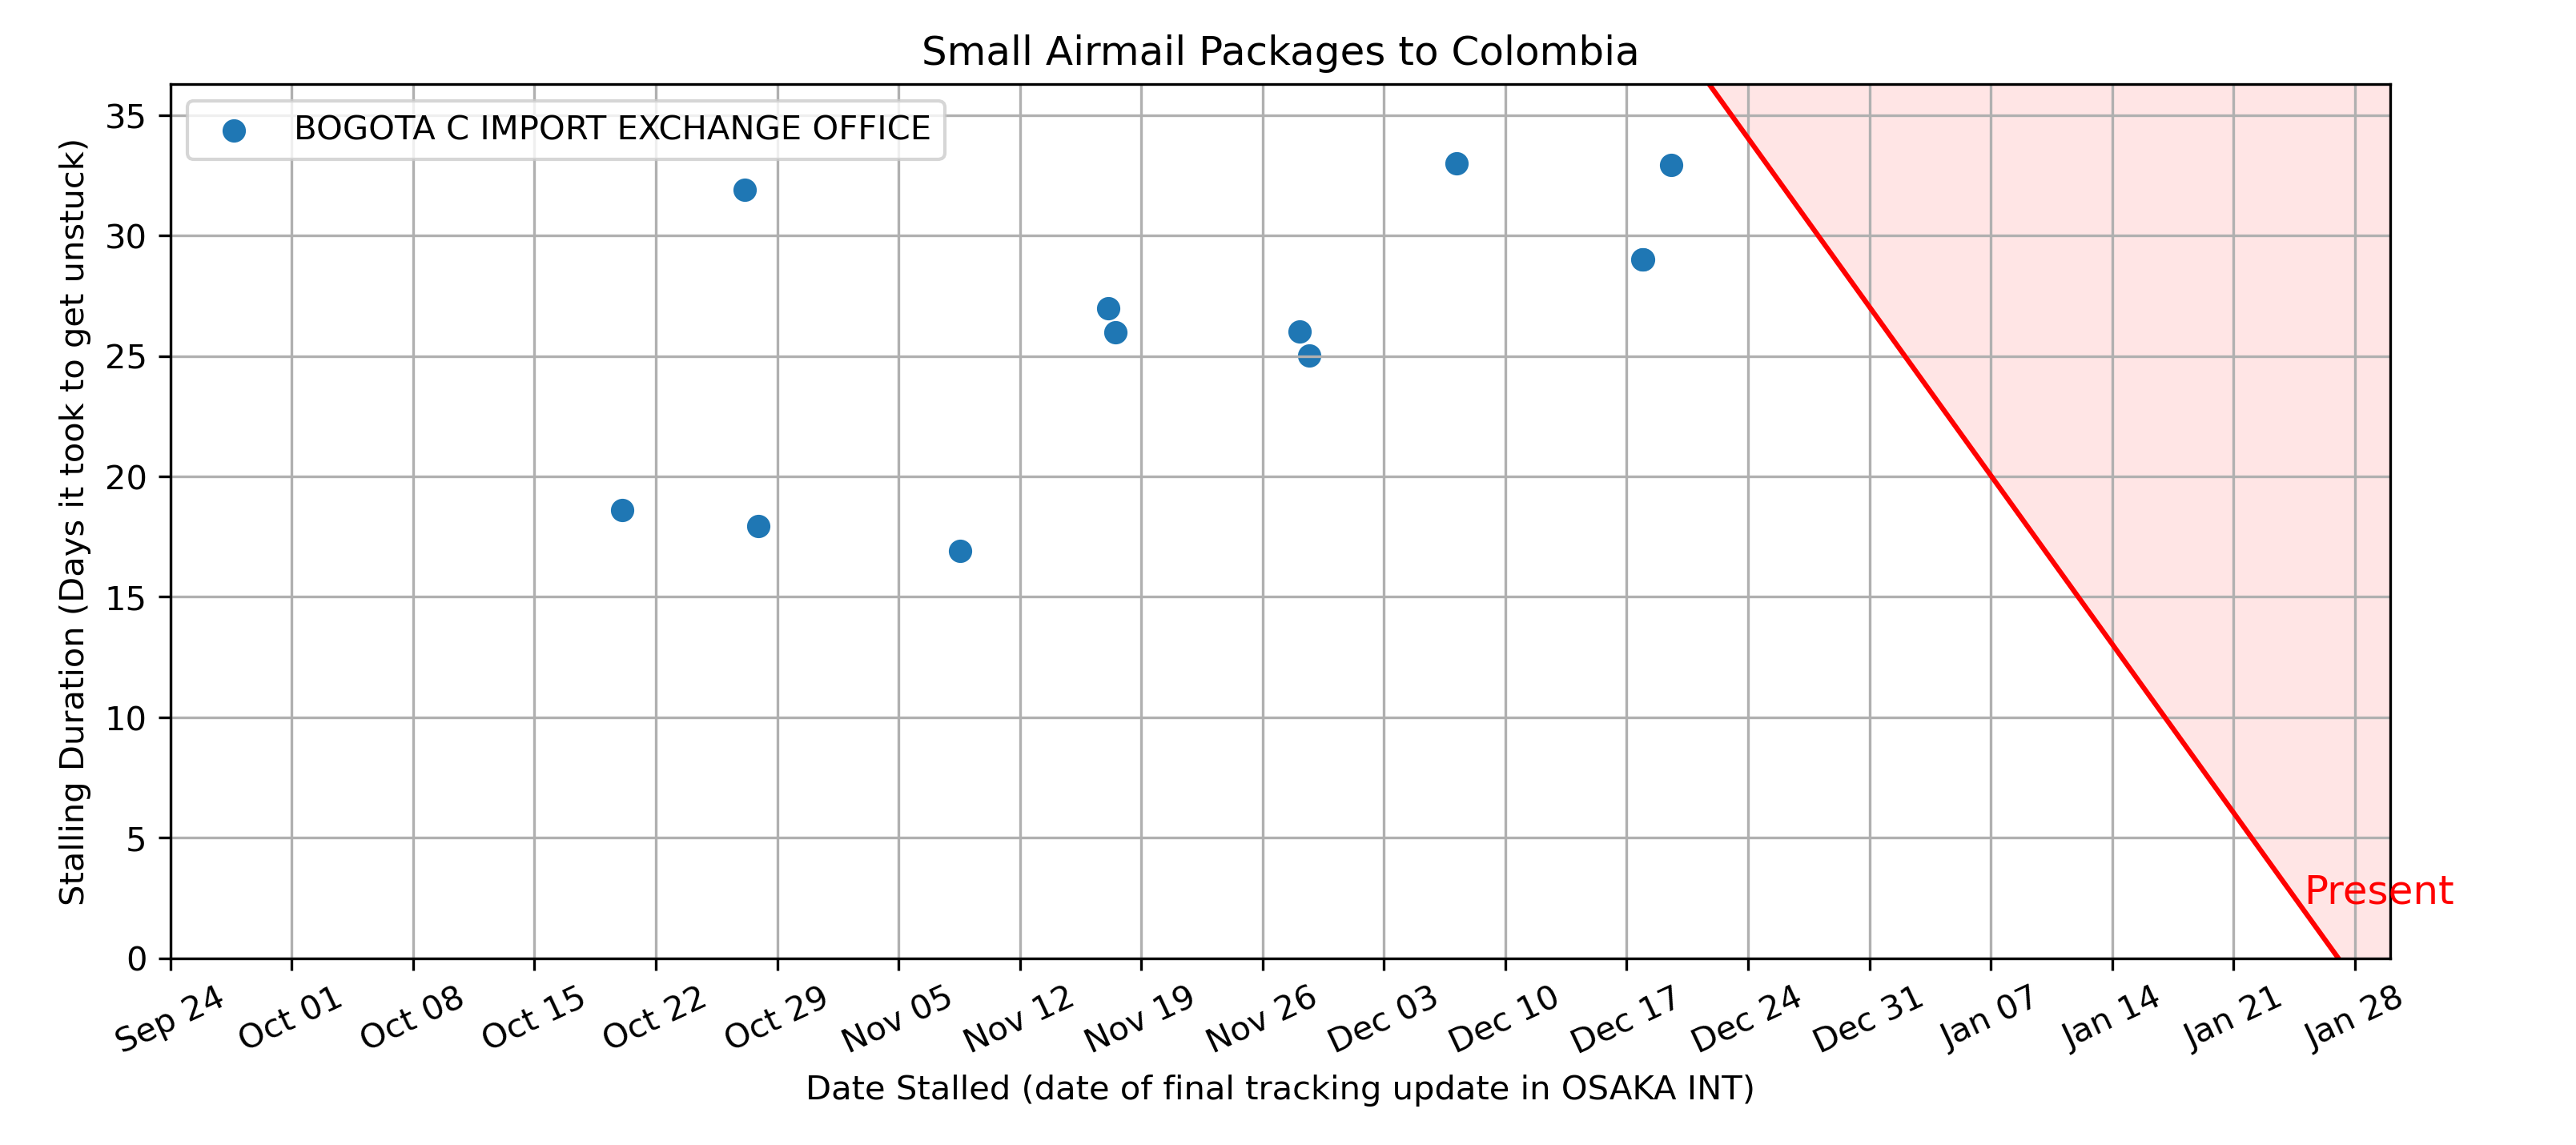 Small Airmail Packages to Colombia
BOGOTA C IMPORT EXCHANGE OFFICE
Stalling Duration (Days it took to get unstuck)
35
30
25
20
15
10
5
0
Present
Sep 24
Oct 01
Oct 08
Oct 15
Oct 22
Oct 29
Nov 05
Nov 12
Nov 19
Nov 26
Dec 03
Dec 10
Dec 17
Dec 24
Dec 31
Jan 07
Jan 14
Jan 21
Jan 28
Date Stalled (date of final tracking update in OSAKA INT)